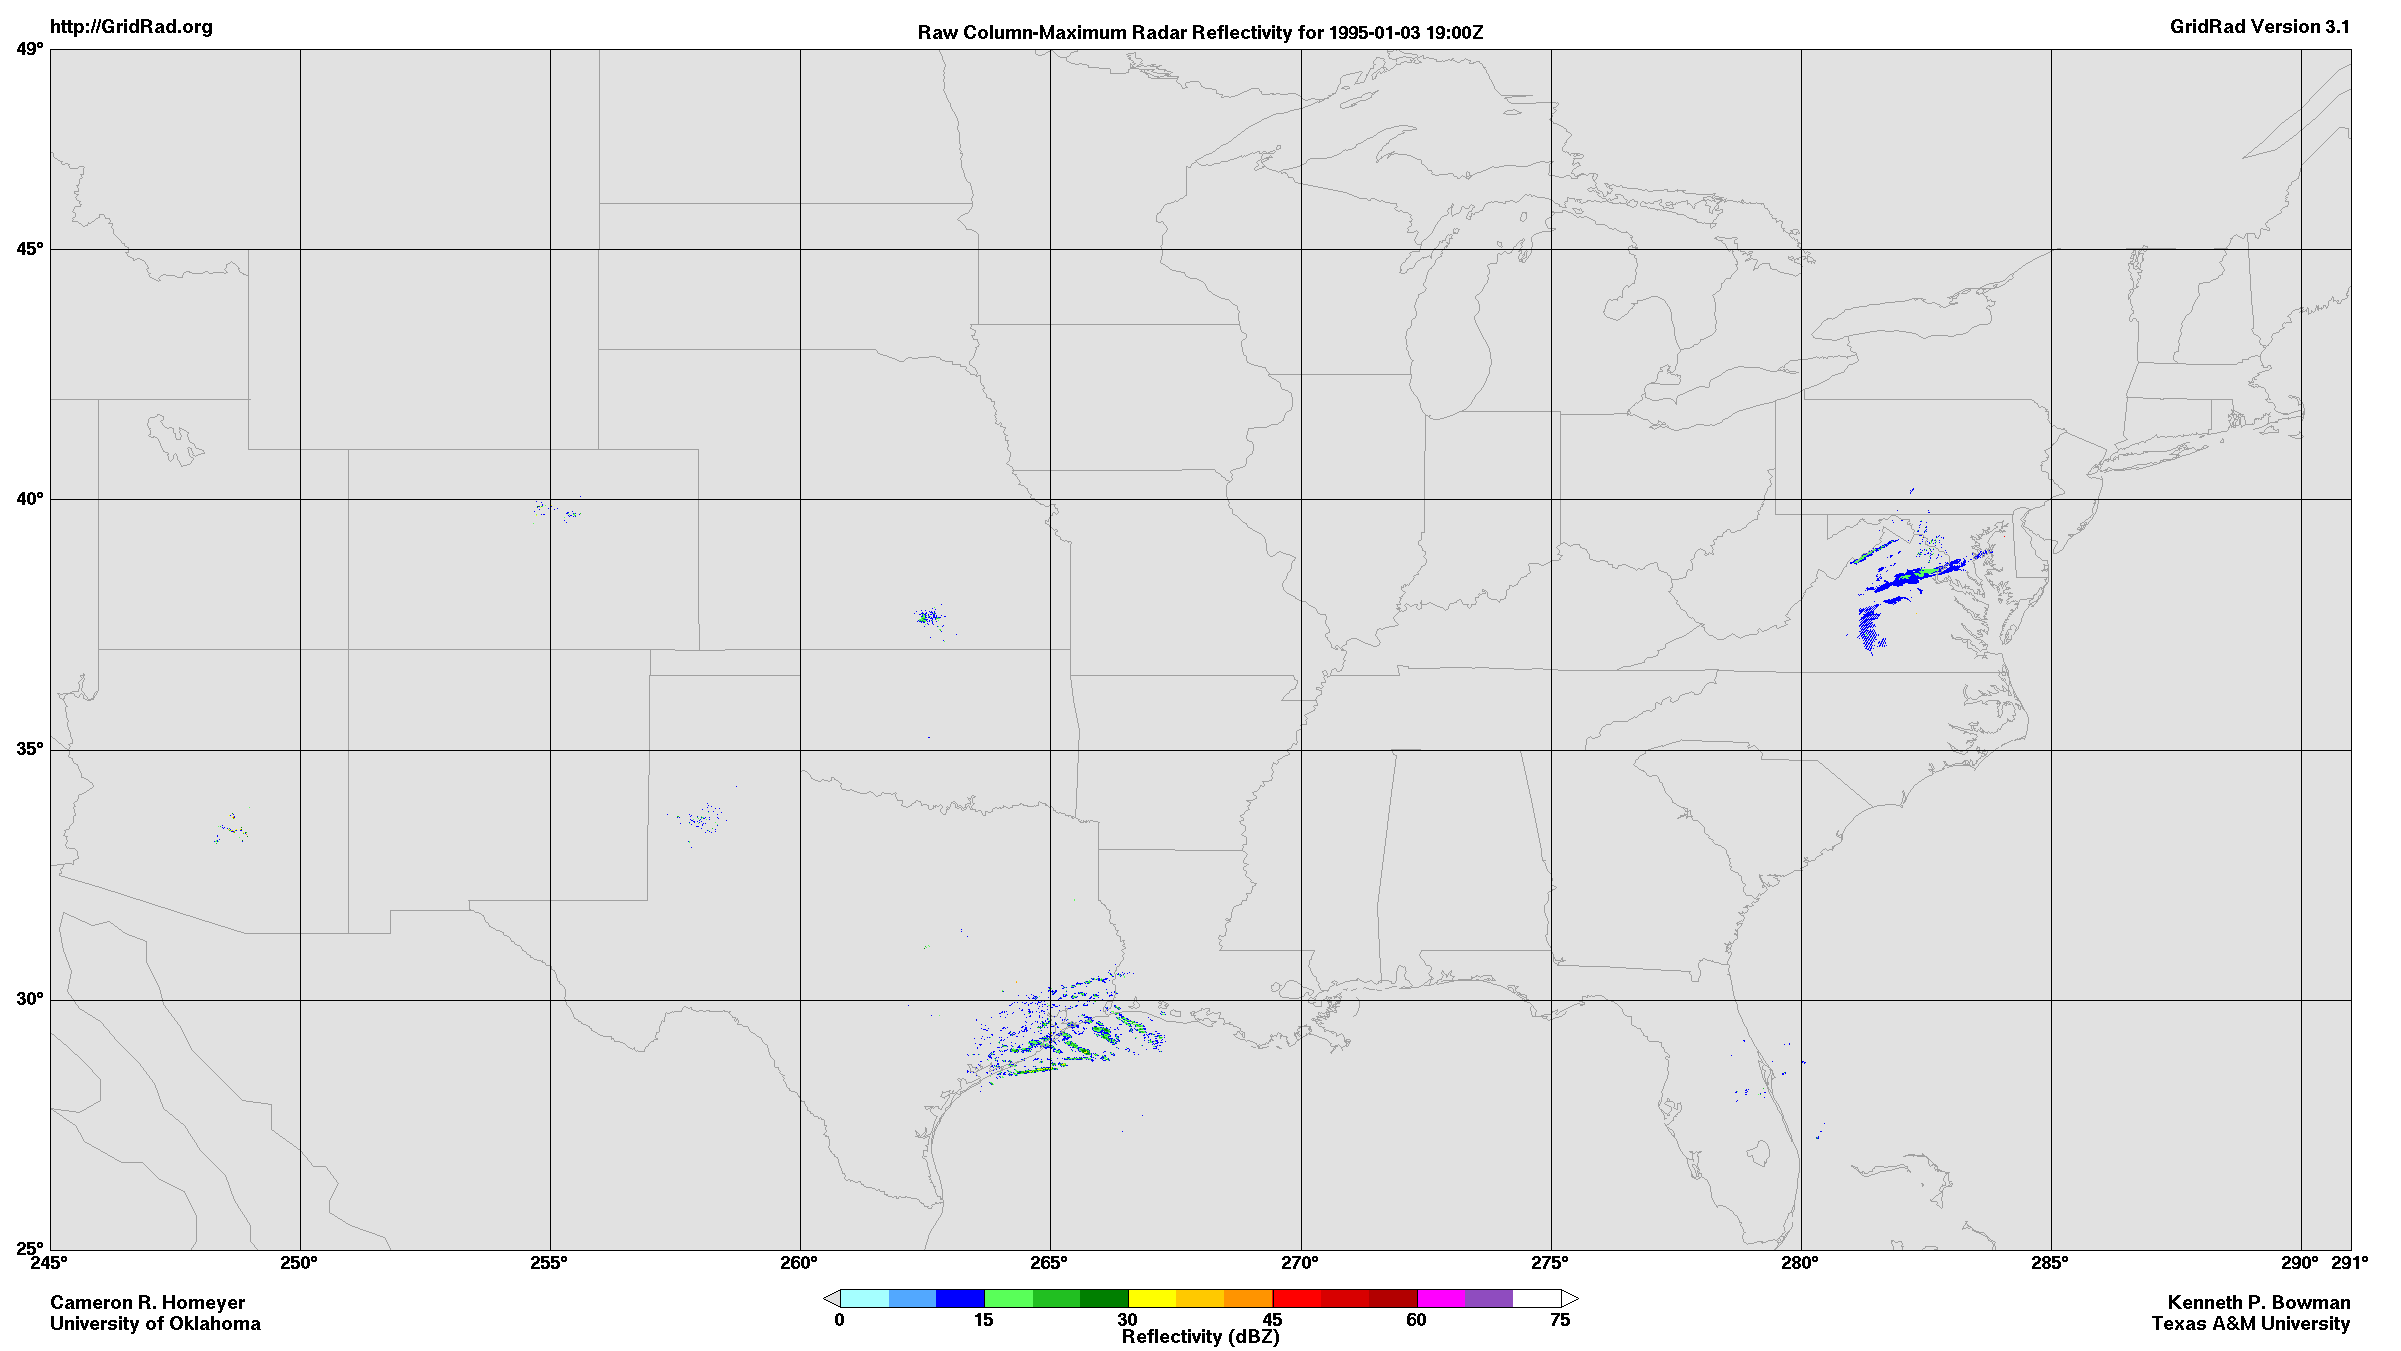 http://GridRad.org
Raw Column-Maximum Radar Reflectivity for 1995-01-03 19:00Z
GridRad Version 3.1
49°
45°
40°
35°
30°
25°
245° 250° 255° 260° 265° 270° 275° 280° 285° 290° 291°
0 15 30 45 60 75
Reflectivity (dBZ)
Cameron R. Homeyer
University of Oklahoma
Kenneth P. Bowman
Texas A&M University